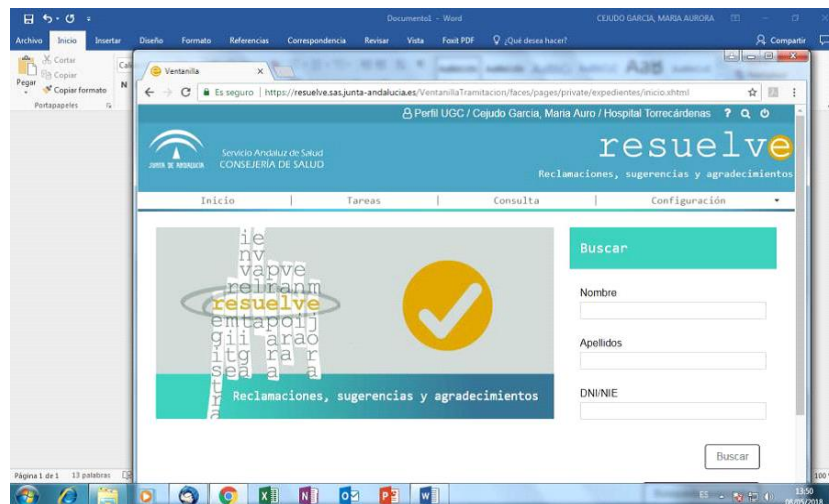 Documento1 - Word
CEJUDO GARCIA, MARIA AURORA
Archivo Inicio Insertar Diseño Formato Referencias Correspondencia Revisar Vista Foxit PDF ¿Qué desea hacer? Compartir
Cortar
Copiar
Pegar
Copiar formato
Portapapeles
N
Ventanilla
Es seguro | https://resuelve.sas.junta-andalucia.es/VentanillaTramitacion/faces/pages/private/expedientes/inicio.xhtml
Perfil UGC / Cejudo Garcia, Maria Auro / Hospital Torrecárdenas ?
JUNTA DE ANDALUCIA
Servicio Andaluz de Salud
CONSEJERÍA DE SALUD
resuelve
Reclamaciones, sugerencias y agradecimientos
Inicio | Tareas | Consulta | Configuración
resuelve
Reclamaciones, sugerencias y agradecimientos
Buscar
Nombre
Apellidos
DNI/NIE
Buscar
Página 1 de 1 13 palabras
100
ES
13:50
08/05/2018